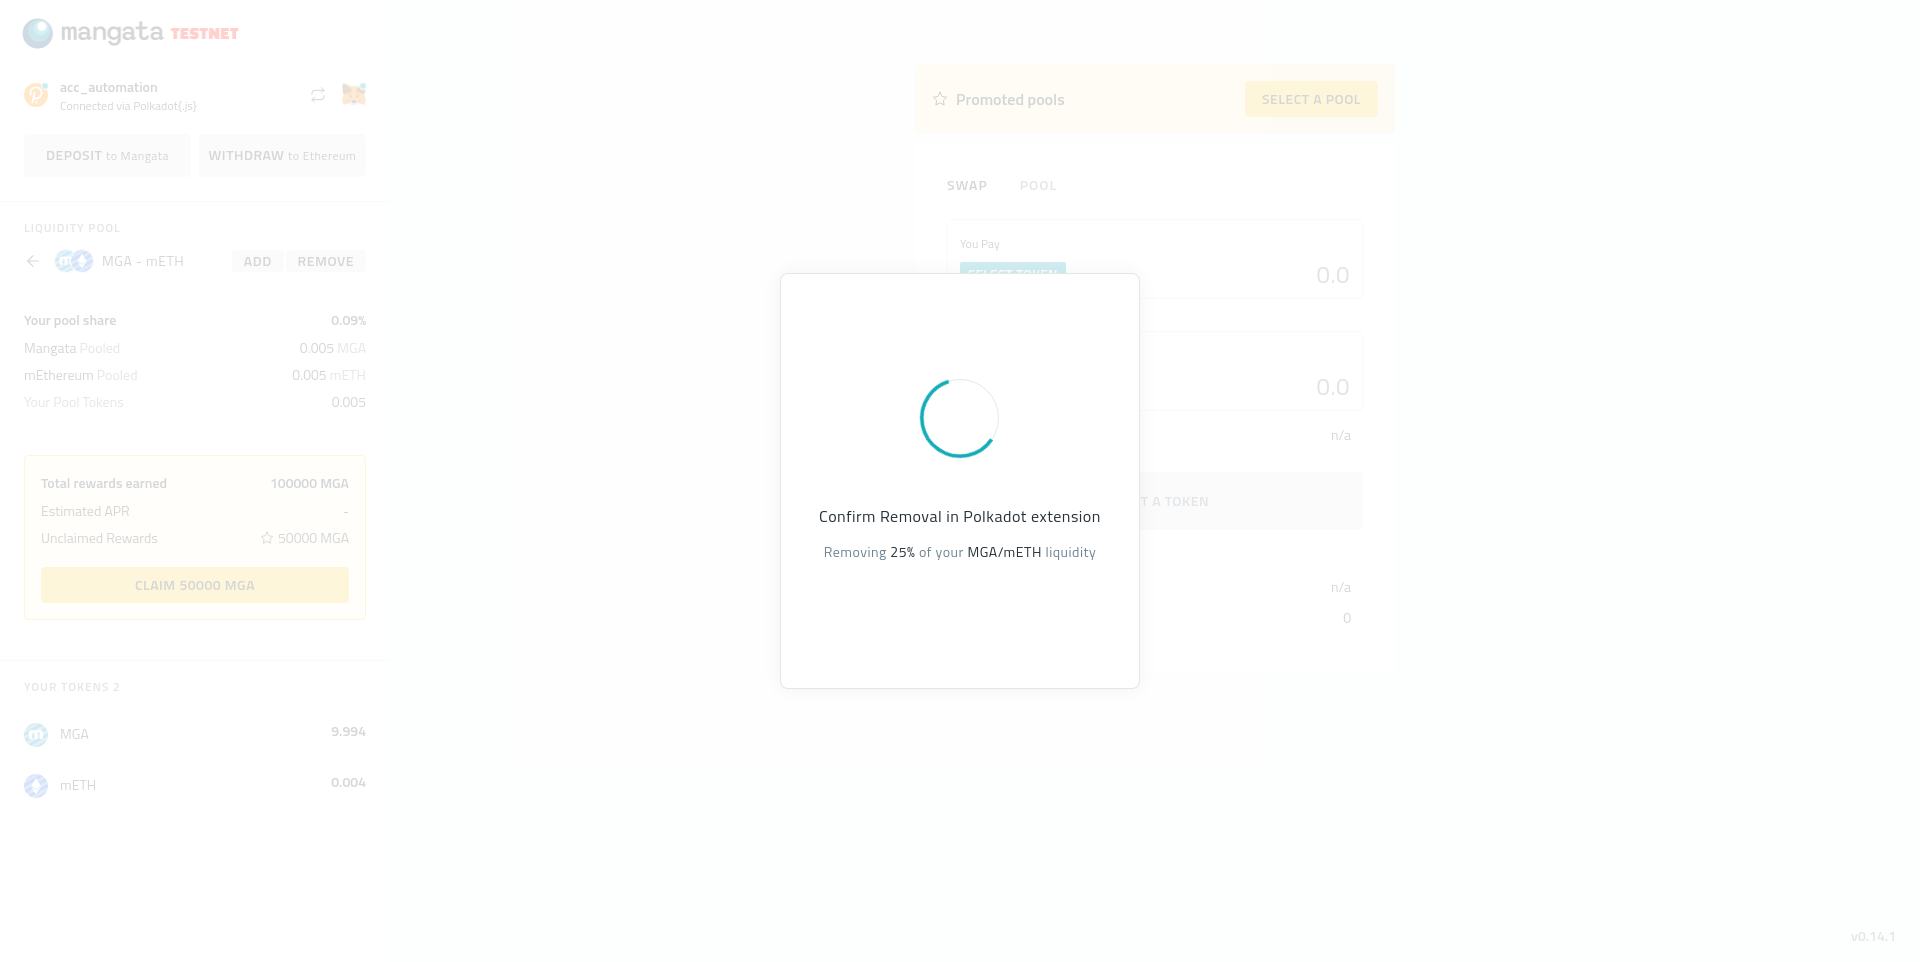 mangata TESTNET
acc_automation
Connected via Polkadot{.js}
DEPOSIT to Mangata
WITHDRAW to Ethereum
LIQUIDITY POOL
MGA - mETH
ADD
REMOVE
Your pool share 0.09%
Mangata Pooled 0.005 MGA
mEthereum Pooled 0.005 mETH
Your Pool Tokens 0.005
Total rewards earned 100000 MGA
Estimated APR -
Unclaimed Rewards 50000 MGA
CLAIM 50000 MGA
YOUR TOKENS 2
MGA 9.994
mETH 0.004
Promoted pools
SELECT A POOL
SWAP POOL
You Pay
SELECT TOKEN
0.0
0.0
n/a
T A TOKEN
n/a
0
Confirm Removal in Polkadot extension
Removing 25% of your MGA/mETH liquidity
v0.14.1